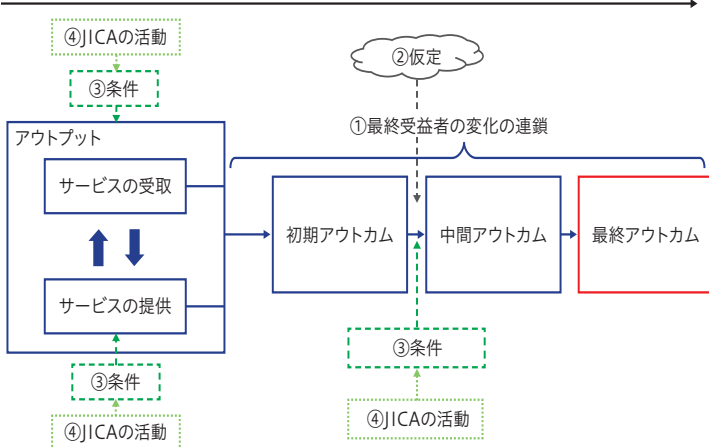 ④JICAの活動
②仮定
③条件
①最終受益者の変化の連鎖
アウトプット
サービスの受取
初期アウトカム
中間アウトカム
最終アウトカム
サービスの提供
③条件
③条件
④JICAの活動
④JICAの活動